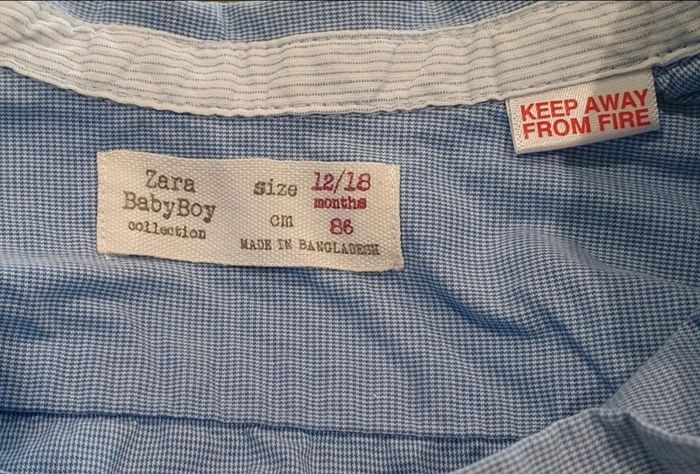 Zara
BabyBoy
collection
size 12/18
months
cm 86
MADE IN BANGLADESH
KEEP AWAY
FROM FIRE